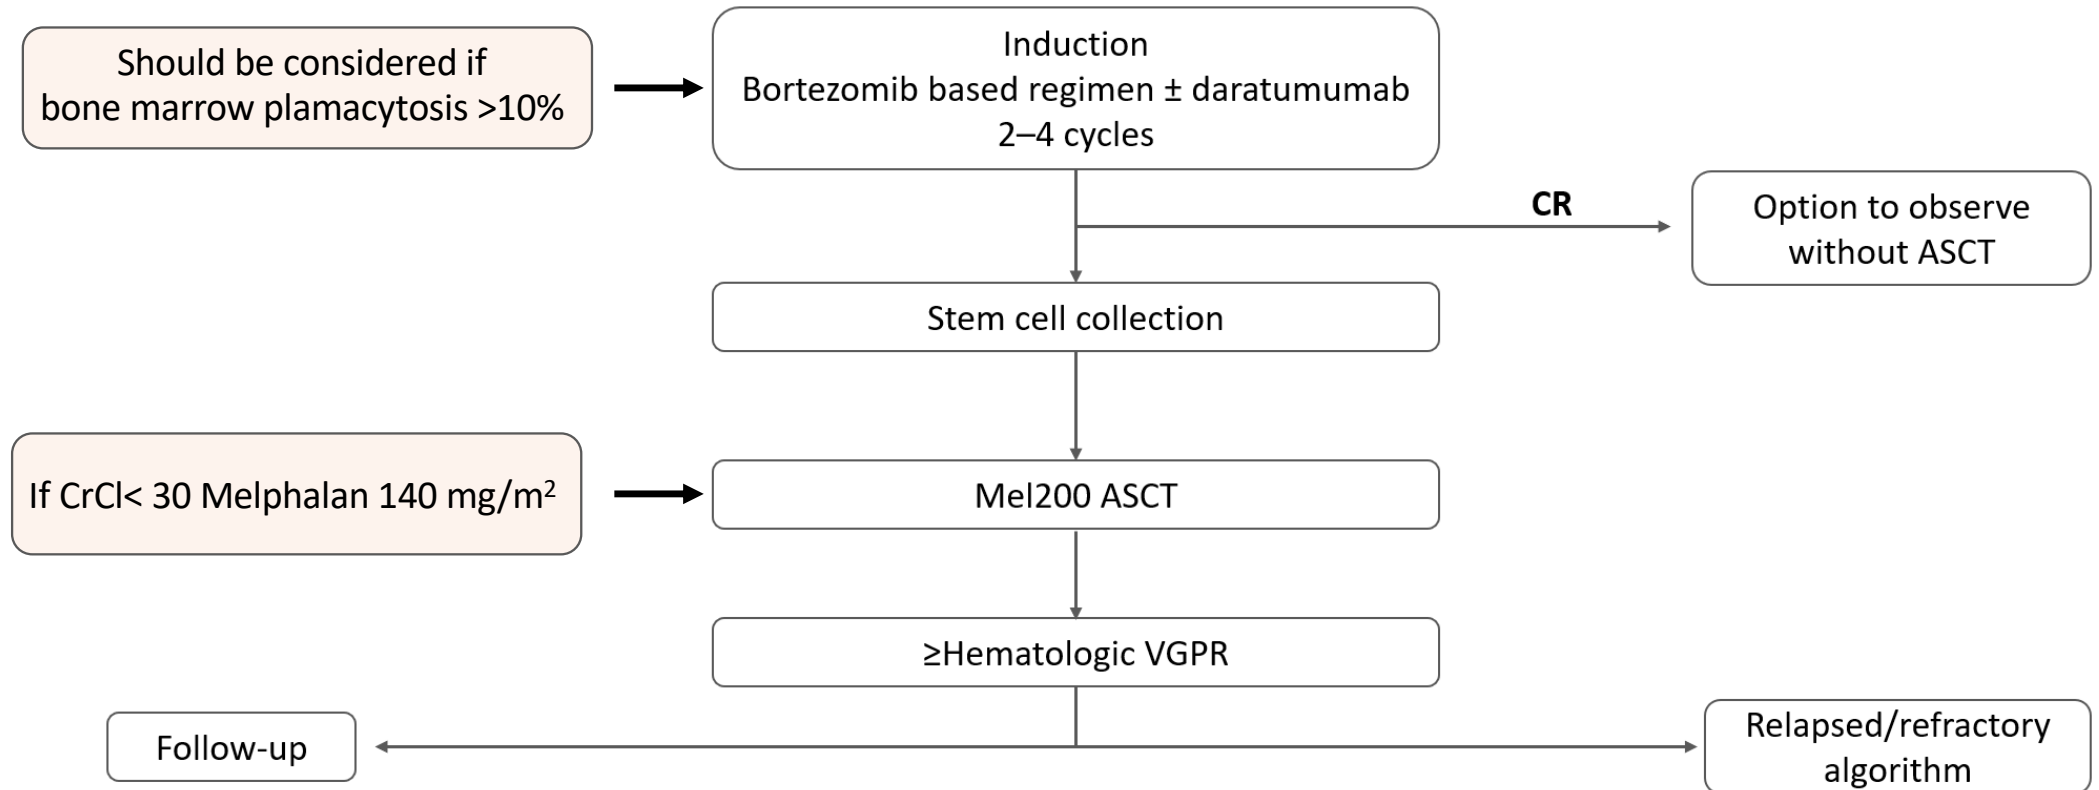 Should be considered if
bone marrow plamacytosis >10%
Induction
Bortezomib based regimen ± daratumumab
2–4 cycles
CR
Option to observe
without ASCT
Stem cell collection
If CrCl< 30 Melphalan 140 mg/m²
Mel200 ASCT
≥Hematologic VGPR
Follow-up
Relapsed/refractory
algorithm